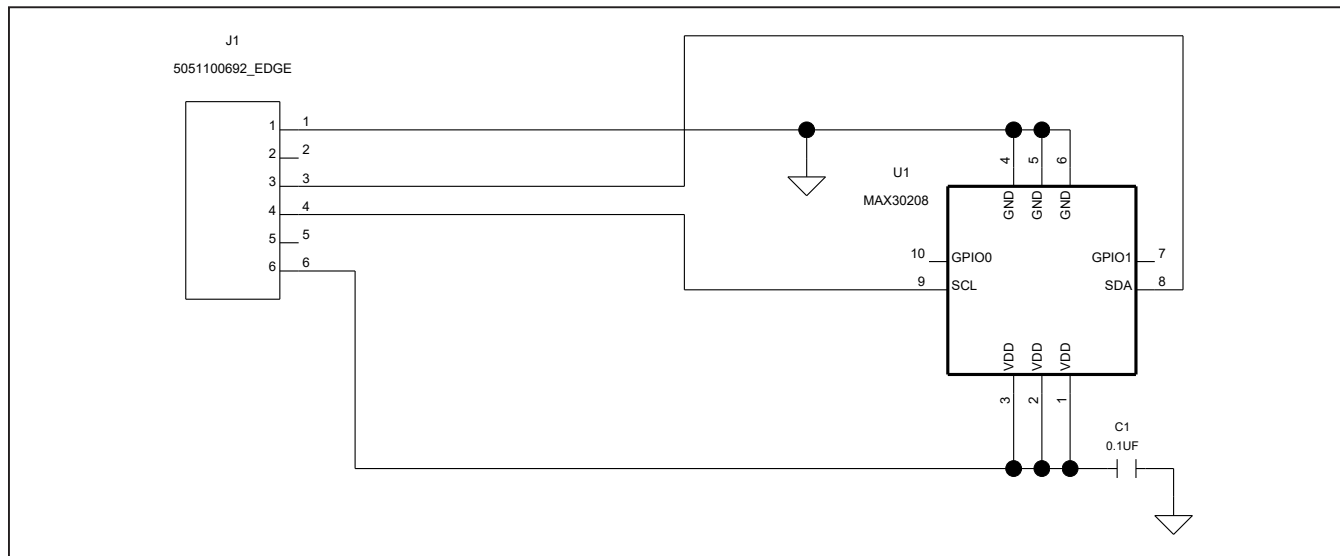 J1
5051100692_EDGE
1 1
2 2
3 3
4 4
5 5
6 6
U1
MAX30208
4 5 6
GND GND GND
10 GPIO0 GPIO1 7
9 SCL SDA 8
VDD VDD VDD
3 2 1
C1
0.1UF